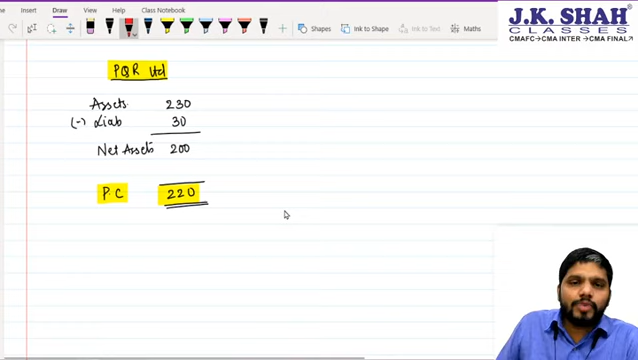 Insert Draw View Help Class Notebook
Shapes Ink to Shape Ink to Text Maths
J.K. SHAH
CLASSES
CMAFC→CMA INTER→CMA FINAL
PQR Ltd
Assets. 230
(-) Liab 30
Net Assets 200
P.C 220